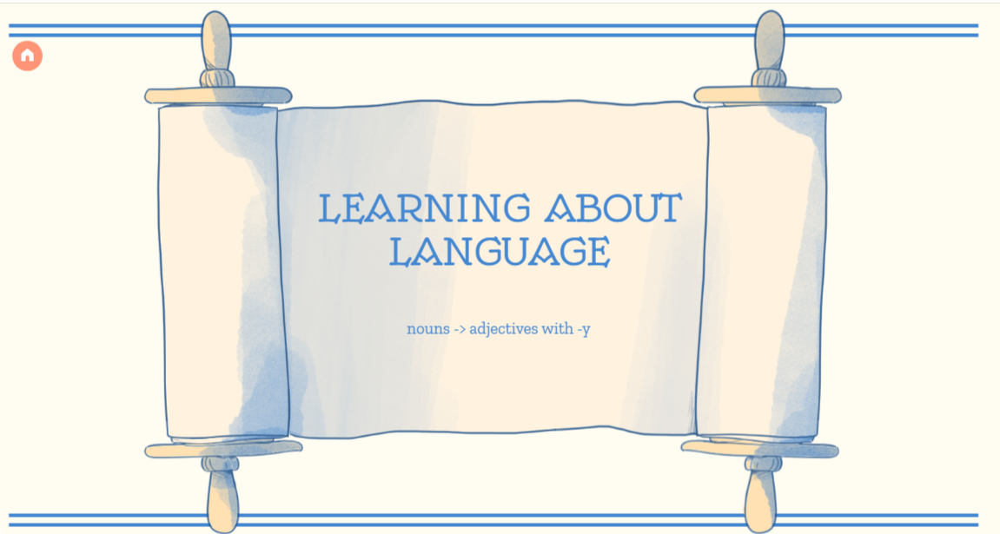 LEARNING ABOUT
LANGUAGE
nouns -> adjectives with -y